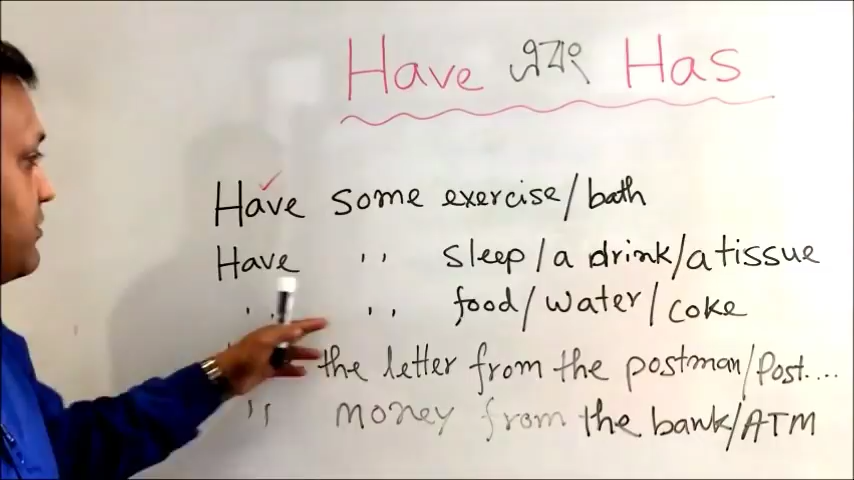 Have এবং Has
Have some exercise/bath
Have " sleep/a drink/a tissue
" " food/water/coke
the letter from the postman/Post....
" money from the bank/ATM